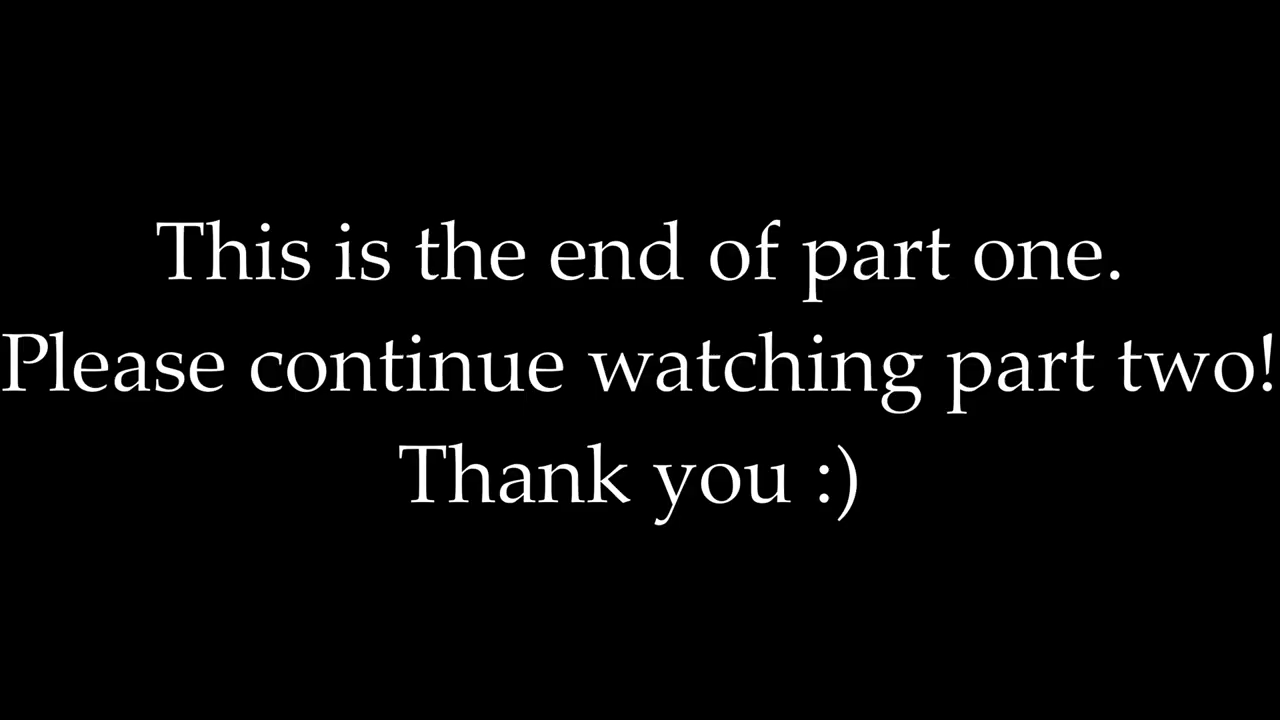 This is the end of part one.
Please continue watching part two!
Thank you :)